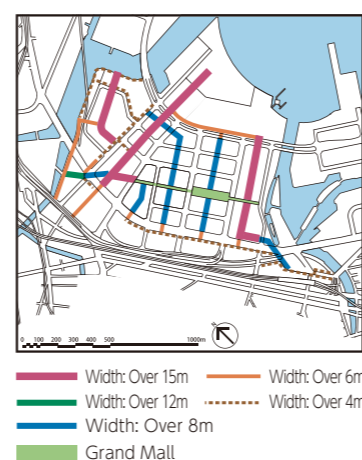 0 100 200 300 400 500 1000m
Width: Over 15m
Width: Over 6m
Width: Over 12m
Width: Over 4m
Width: Over 8m
Grand Mall